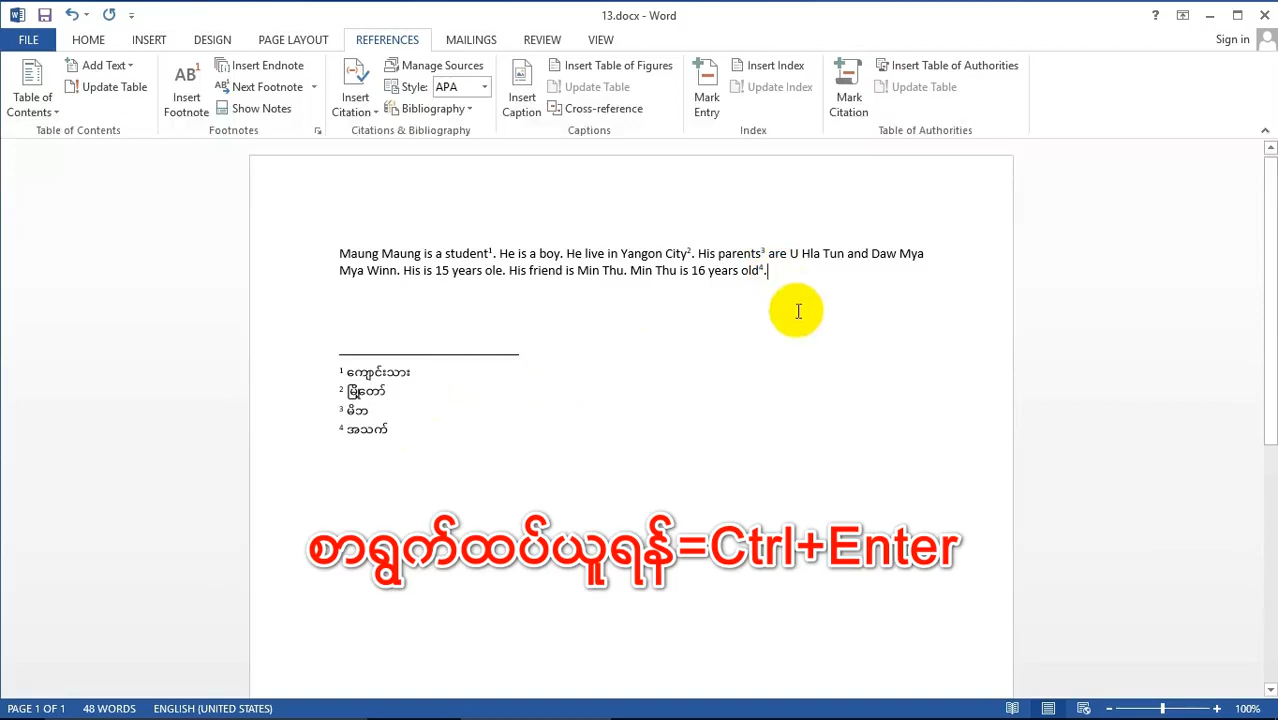 13.docx - Word
Sign in
FILE HOME INSERT DESIGN PAGE LAYOUT REFERENCES MAILINGS REVIEW VIEW
Table of Contents
Add Text
Update Table
Table of Contents
AB1
Insert Footnote
Insert Endnote
Next Footnote
Show Notes
Footnotes
Insert Citation
Manage Sources
Style: APA
Bibliography
Citations & Bibliography
Insert Caption
Insert Table of Figures
Update Table
Cross-reference
Captions
Mark Entry
Insert Index
Update Index
Index
Mark Citation
Insert Table of Authorities
Update Table
Table of Authorities
Maung Maung is a student¹. He is a boy. He live in Yangon City². His parents³ are U Hla Tun and Daw Mya
Mya Winn. His is 15 years ole. His friend is Min Thu. Min Thu is 16 years old⁴.
¹ ကျောင်းသား
² မြို့တော်
³ မိဘ
⁴ အသက်
စာရွက်ထပ်ယူရန်=Ctrl+Enter
PAGE 1 OF 1 48 WORDS ENGLISH (UNITED STATES) 100%